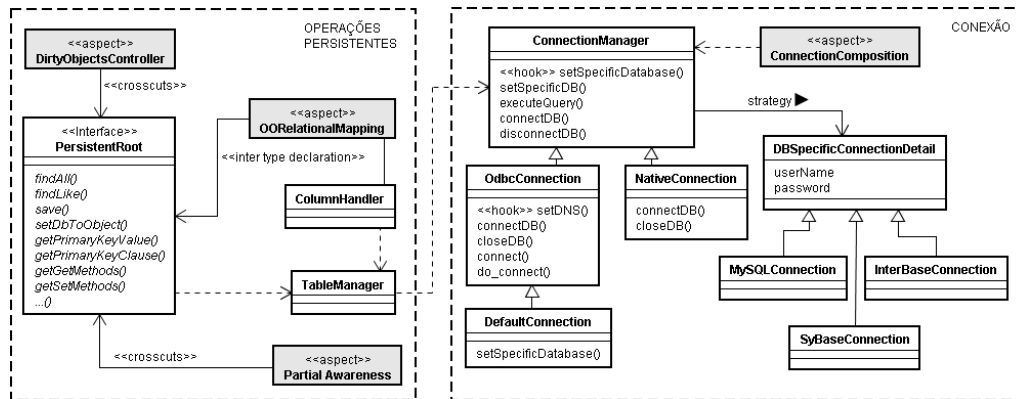 OPERAÇÕES
PERSISTENTES
<<aspect>>
DirtyObjectsController
<<crosscuts>>
<<Interface>>
PersistentRoot
findAll()
findLike()
save()
setDbToObject()
getPrimaryKeyValue()
getPrimaryKeyClause()
getGetMethods()
getSetMethods()
...()
<<aspect>>
OORelationalMapping
<<inter type declaration>>
ColumnHandler
TableManager
<<crosscuts>>
<<aspect>>
Partial Awareness
CONEXÃO
ConnectionManager
<<hook>> setSpecificDatabase()
setSpecificDB()
executeQuery()
connectDB()
disconnectDB()
<<aspect>>
ConnectionComposition
strategy
DBSpecificConnectionDetail
userName
password
OdbcConnection
<<hook>> setDNS()
connectDB()
closeDB()
connect()
do_connect()
NativeConnection
connectDB()
closeDB()
MySQLConnection
InterBaseConnection
DefaultConnection
setSpecificDatabase()
SyBaseConnection